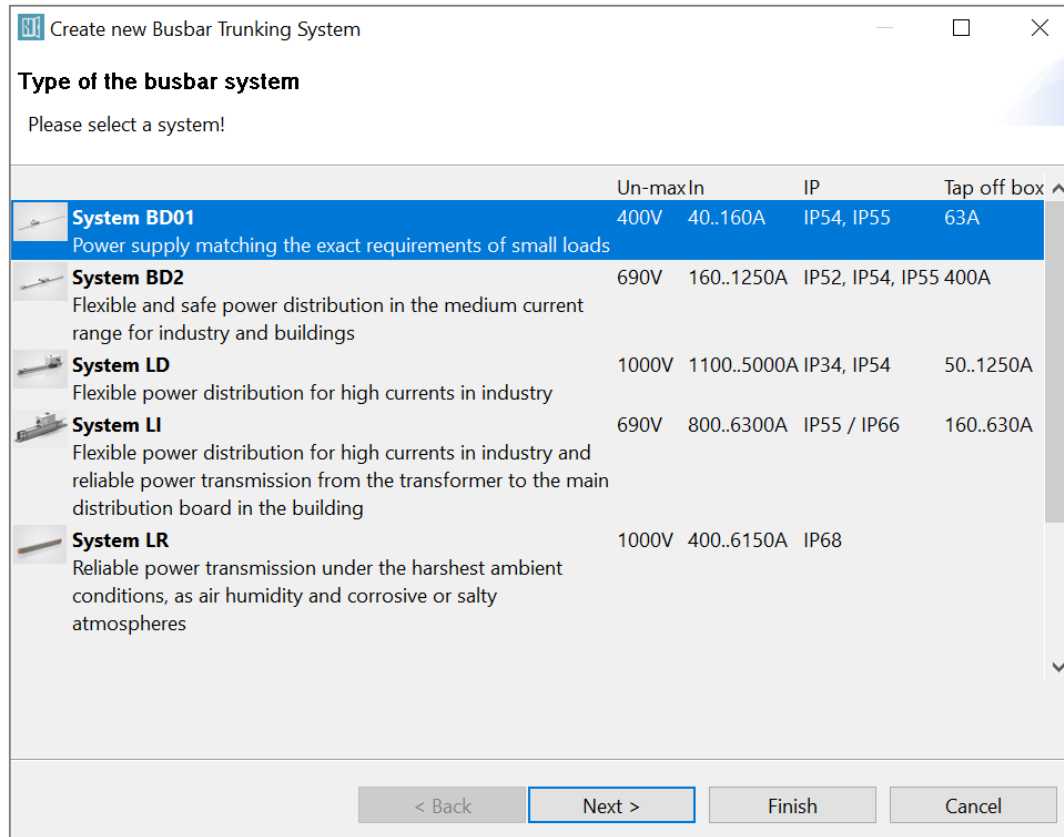 Create new Busbar Trunking System
Type of the busbar system
Please select a system!
Un-max In IP Tap off box
System BD01 400V 40..160A IP54, IP55 63A
Power supply matching the exact requirements of small loads
System BD2 690V 160..1250A IP52, IP54, IP55 400A
Flexible and safe power distribution in the medium current
range for industry and buildings
System LD 1000V 1100..5000A IP34, IP54 50..1250A
Flexible power distribution for high currents in industry
System LI 690V 800..6300A IP55 / IP66 160..630A
Flexible power distribution for high currents in industry and
reliable power transmission from the transformer to the main
distribution board in the building
System LR 1000V 400..6150A IP68
Reliable power transmission under the harshest ambient
conditions, as air humidity and corrosive or salty
atmospheres
< Back Next > Finish Cancel